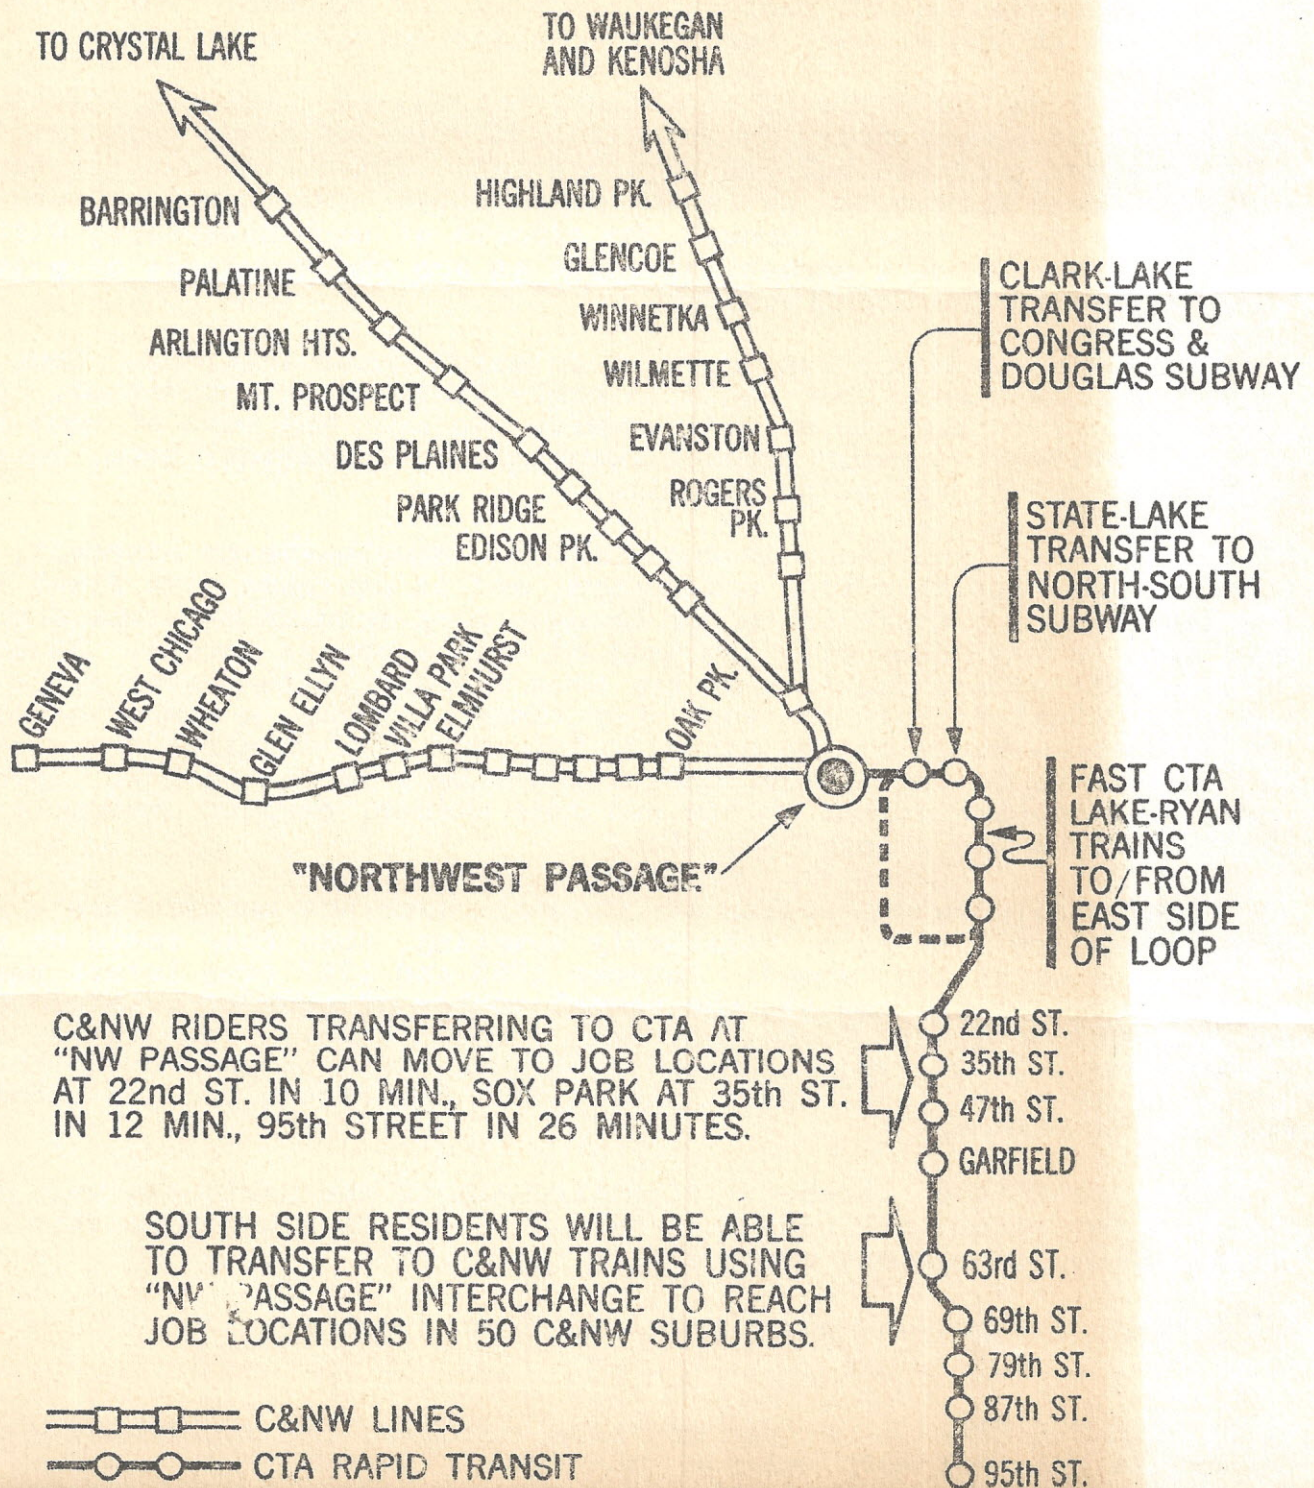 TO CRYSTAL LAKE
TO WAUKEGAN
AND KENOSHA
BARRINGTON
PALATINE
ARLINGTON HTS.
MT. PROSPECT
DES PLAINES
PARK RIDGE
EDISON PK.
HIGHLAND PK.
GLENCOE
WINNETKA
WILMETTE
EVANSTON
ROGERS
PK.
CLARK-LAKE
TRANSFER TO
CONGRESS &
DOUGLAS SUBWAY
STATE-LAKE
TRANSFER TO
NORTH-SOUTH
SUBWAY
GENEVA
WEST CHICAGO
WHEATON
GLEN ELLYN
LOMBARD
VILLA PARK
ELMHURST
OAK PK.
"NORTHWEST PASSAGE"
FAST CTA
LAKE-RYAN
TRAINS
TO/FROM
EAST SIDE
OF LOOP
C&NW RIDERS TRANSFERRING TO CTA AT
"NW PASSAGE" CAN MOVE TO JOB LOCATIONS
AT 22nd ST. IN 10 MIN., SOX PARK AT 35th ST.
IN 12 MIN., 95th STREET IN 26 MINUTES.
22nd ST.
35th ST.
47th ST.
GARFIELD
SOUTH SIDE RESIDENTS WILL BE ABLE
TO TRANSFER TO C&NW TRAINS USING
"NW PASSAGE" INTERCHANGE TO REACH
JOB LOCATIONS IN 50 C&NW SUBURBS.
63rd ST.
69th ST.
79th ST.
87th ST.
95th ST.
C&NW LINES
CTA RAPID TRANSIT